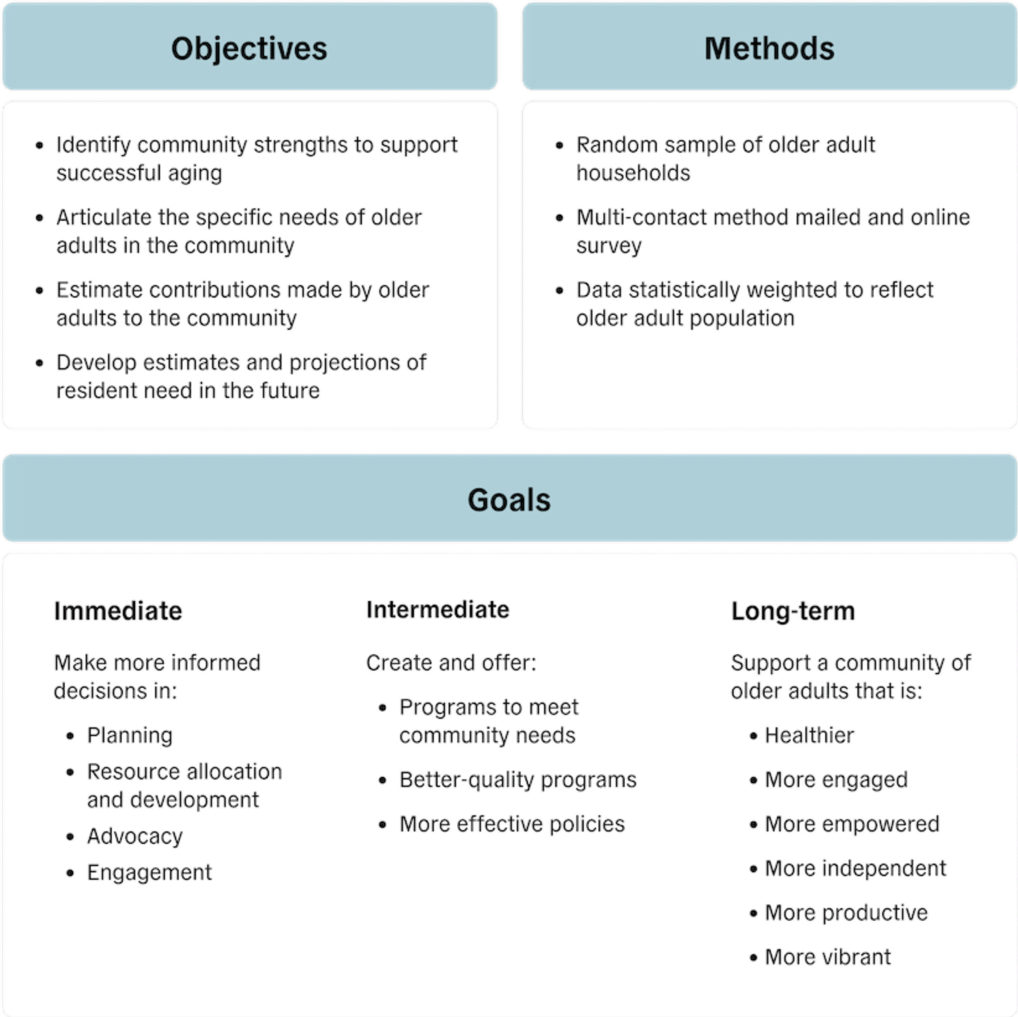 Objectives
• Identify community strengths to support
successful aging
• Articulate the specific needs of older
adults in the community
• Estimate contributions made by older
adults to the community
• Develop estimates and projections of
resident need in the future
Methods
• Random sample of older adult
households
• Multi-contact method mailed and online
survey
• Data statistically weighted to reflect
older adult population
Goals
Immediate
Make more informed
decisions in:
• Planning
• Resource allocation
and development
• Advocacy
• Engagement
Intermediate
Create and offer:
• Programs to meet
community needs
• Better-quality programs
• More effective policies
Long-term
Support a community of
older adults that is:
• Healthier
• More engaged
• More empowered
• More independent
• More productive
• More vibrant